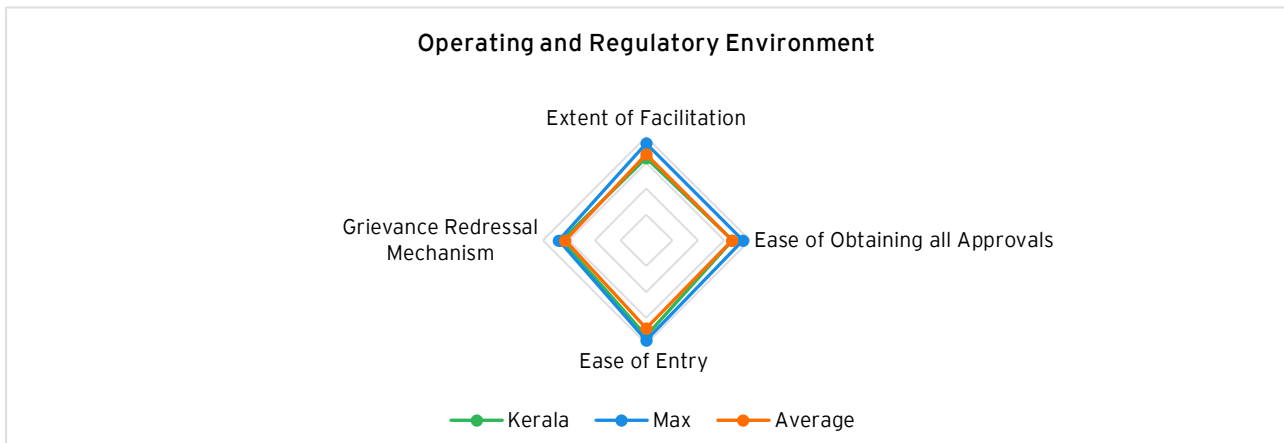 Operating and Regulatory Environment
Extent of Facilitation
Grievance Redressal
Mechanism
Ease of Obtaining all Approvals
Ease of Entry
Kerala
Max
Average